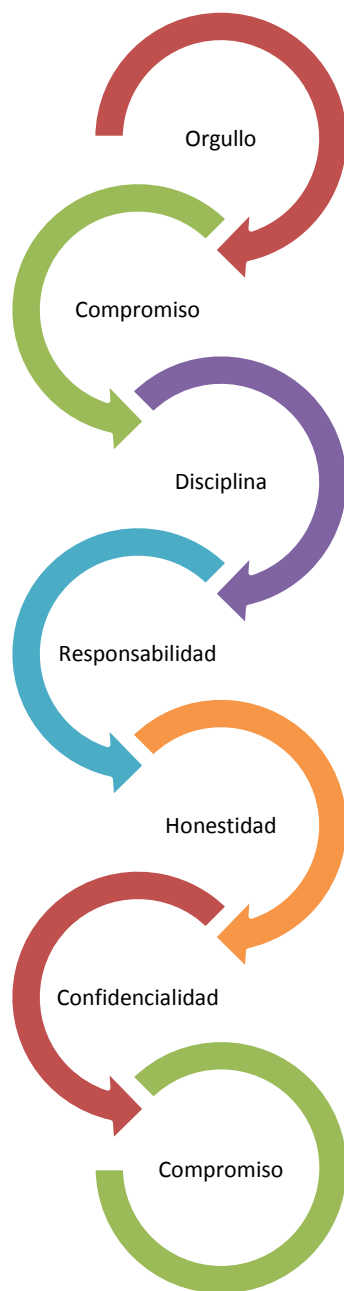 Orgullo
Compromiso
Disciplina
Responsabilidad
Honestidad
Confidencialidad
Compromiso